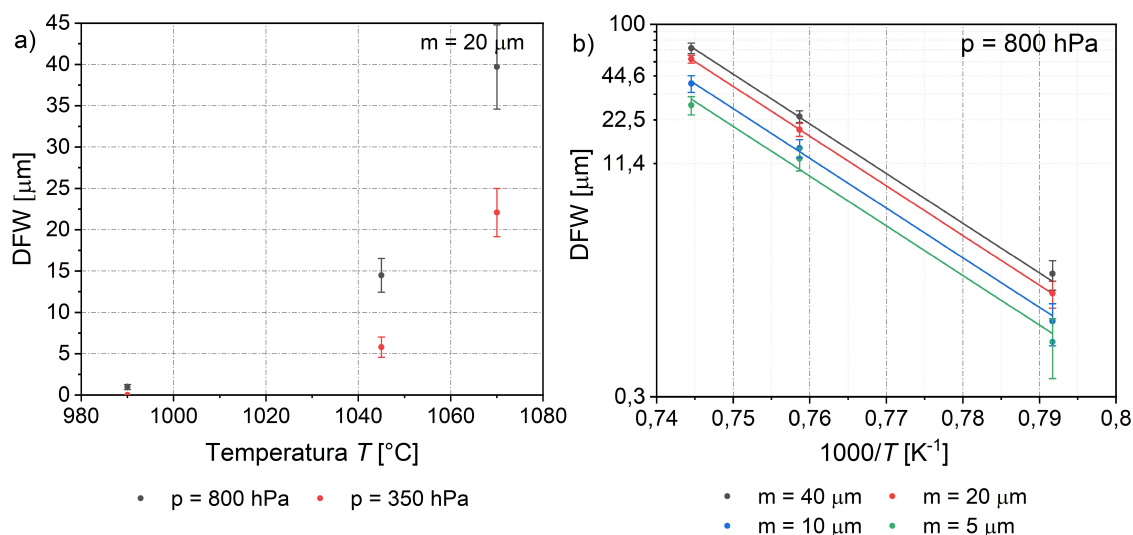 a)
m = 20 μm
DFW [μm]
45
40
35
30
25
20
15
10
5
0
980 1000 1020 1040 1060 1080
Temperatura T [°C]
p = 800 hPa p = 350 hPa
b)
p = 800 hPa
DFW [μm]
100
44,6
22,5
11,4
0,3
0,74 0,75 0,76 0,77 0,78 0,79 0,8
1000/T [K-1]
m = 40 μm m = 20 μm
m = 10 μm m = 5 μm